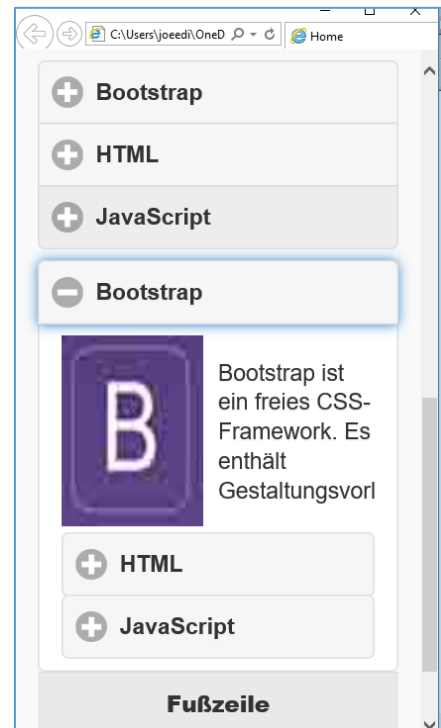 C:\Users\joeedi\OneD
Home
Bootstrap
HTML
JavaScript
Bootstrap
B
Bootstrap ist
ein freies CSS-
Framework. Es
enthält
Gestaltungsvorl
HTML
JavaScript
Fußzeile